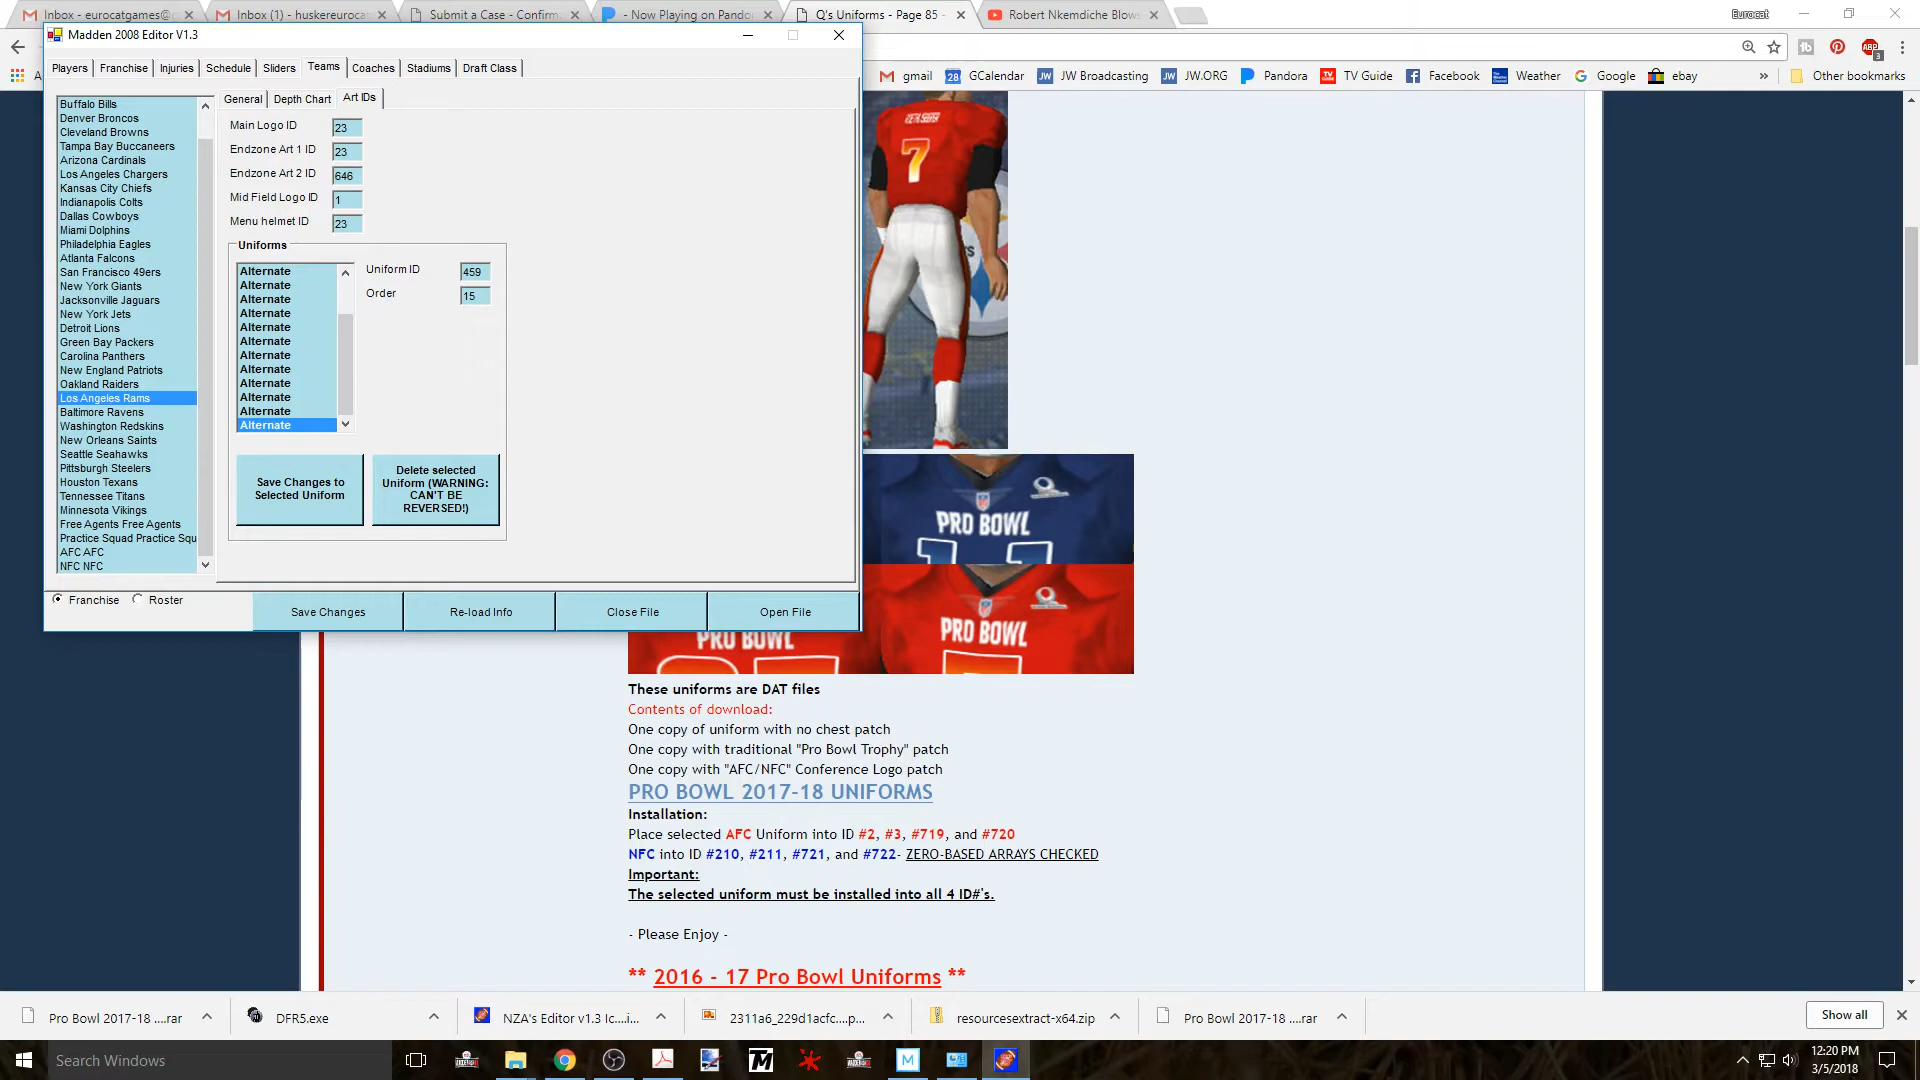 Inbox - eurocatgames@c
Inbox (1) - huskereurocat
Submit a Case - Confirm
- Now Playing on Pandor
Q's Uniforms - Page 85 -
Robert Nkemdiche Blows
Eurocat
Madden 2008 Editor V1.3
Players
Franchise
Injuries
Schedule
Sliders
Teams
Coaches
Stadiums
Draft Class
A
gmail
28
GCalendar
JW
JW Broadcasting
JW
JW.ORG
Pandora
TV Guide
Facebook
Weather
Google
ebay
»
Other bookmarks
ABP
3
General
Depth Chart
Art IDs
Buffalo Bills
Denver Broncos
Cleveland Browns
Tampa Bay Buccaneers
Arizona Cardinals
Los Angeles Chargers
Kansas City Chiefs
Indianapolis Colts
Dallas Cowboys
Miami Dolphins
Philadelphia Eagles
Atlanta Falcons
San Francisco 49ers
New York Giants
Jacksonville Jaguars
New York Jets
Detroit Lions
Green Bay Packers
Carolina Panthers
New England Patriots
Oakland Raiders
Los Angeles Rams
Baltimore Ravens
Washington Redskins
New Orleans Saints
Seattle Seahawks
Pittsburgh Steelers
Houston Texans
Tennessee Titans
Minnesota Vikings
Free Agents Free Agents
Practice Squad Practice Squ
AFC AFC
NFC NFC
Main Logo ID 23
Endzone Art 1 ID 23
Endzone Art 2 ID 646
Mid Field Logo ID 1
Menu helmet ID 23
Uniforms
Alternate
Alternate
Alternate
Alternate
Alternate
Alternate
Alternate
Alternate
Alternate
Alternate
Alternate
Alternate
Uniform ID 459
Order 15
Save Changes to
Selected Uniform
Delete selected
Uniform (WARNING:
CAN'T BE
REVERSED!)
Franchise
Roster
Save Changes
Re-load Info
Close File
Open File
7
PRO BOWL
PRO BOWL
PRO BOWL
These uniforms are DAT files
Contents of download:
One copy of uniform with no chest patch
One copy with traditional "Pro Bowl Trophy" patch
One copy with "AFC/NFC" Conference Logo patch
PRO BOWL 2017-18 UNIFORMS
Installation:
Place selected AFC Uniform into ID #2, #3, #719, and #720
NFC into ID #210, #211, #721, and #722- ZERO-BASED ARRAYS CHECKED
Important:
The selected uniform must be installed into all 4 ID#'s.
- Please Enjoy -
** 2016 - 17 Pro Bowl Uniforms **
Pro Bowl 2017-18 ....rar
DFR5.exe
NZA's Editor v1.3 Ic....i...
2311a6_229d1acfc....p...
resourcesextract-x64.zip
Pro Bowl 2017-18 ....rar
Show all
Search Windows
12:20 PM
3/5/2018